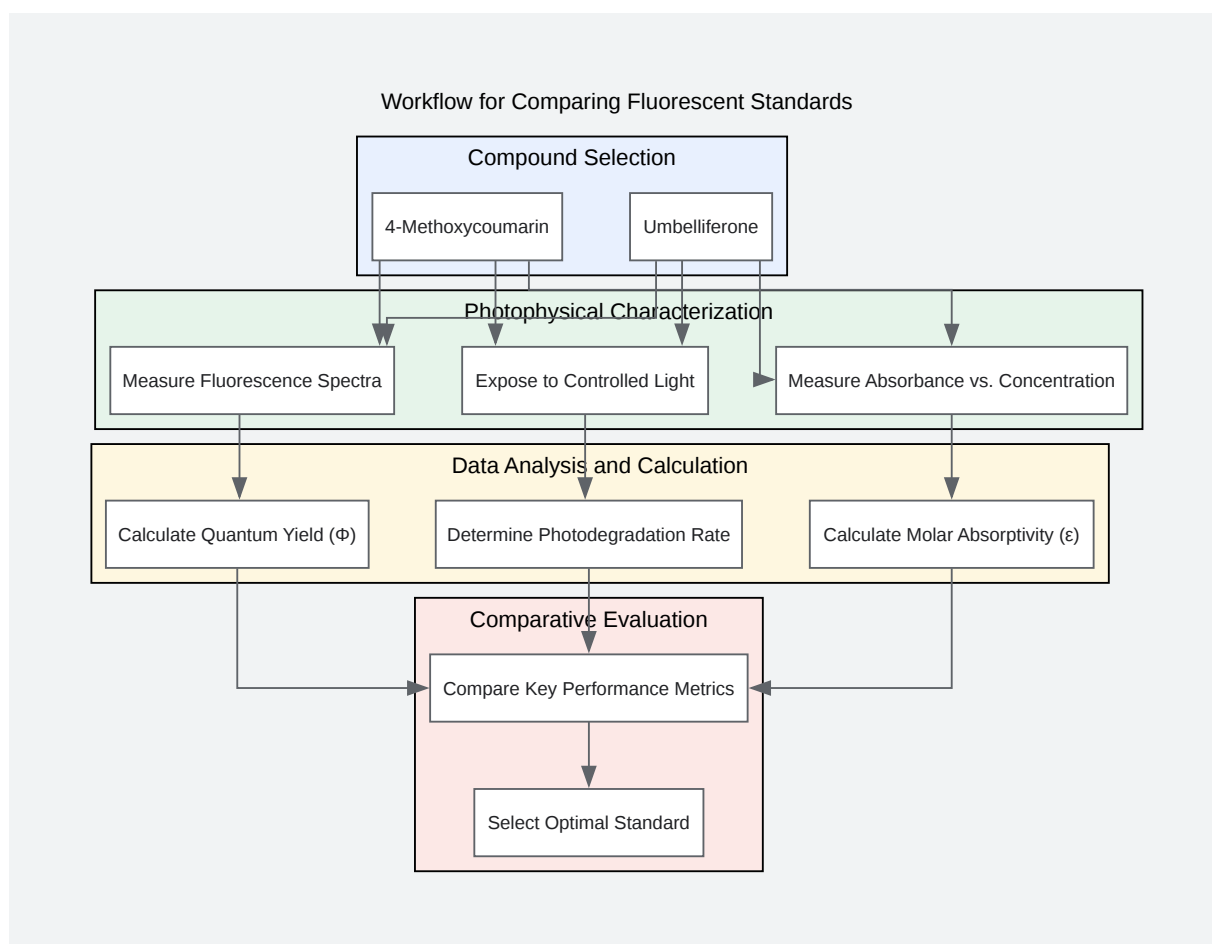 Workflow for Comparing Fluorescent Standards
Compound Selection
4-Methoxycoumarin
Umbelliferone
Photophysical Characterization
Measure Fluorescence Spectra
Expose to Controlled Light
Measure Absorbance vs. Concentration
Data Analysis and Calculation
Calculate Quantum Yield (Φ)
Determine Photodegradation Rate
Calculate Molar Absorptivity (ε)
Comparative Evaluation
Compare Key Performance Metrics
Select Optimal Standard